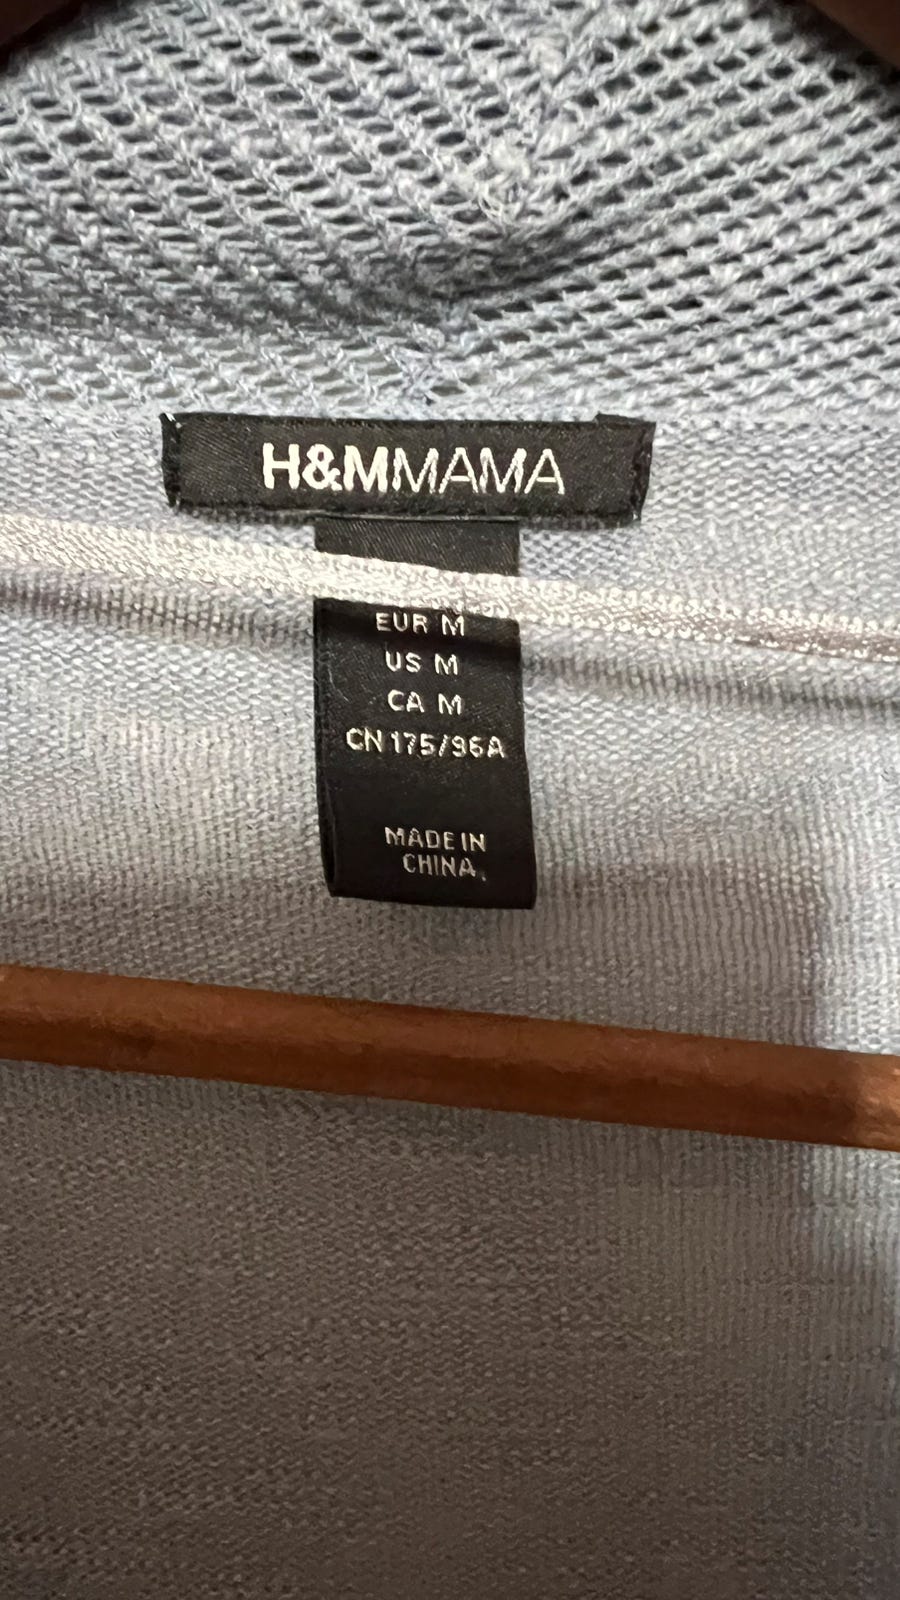 H&MMAMA
EUR M
US M
CA M
CN 175/96A
MADE IN
CHINA